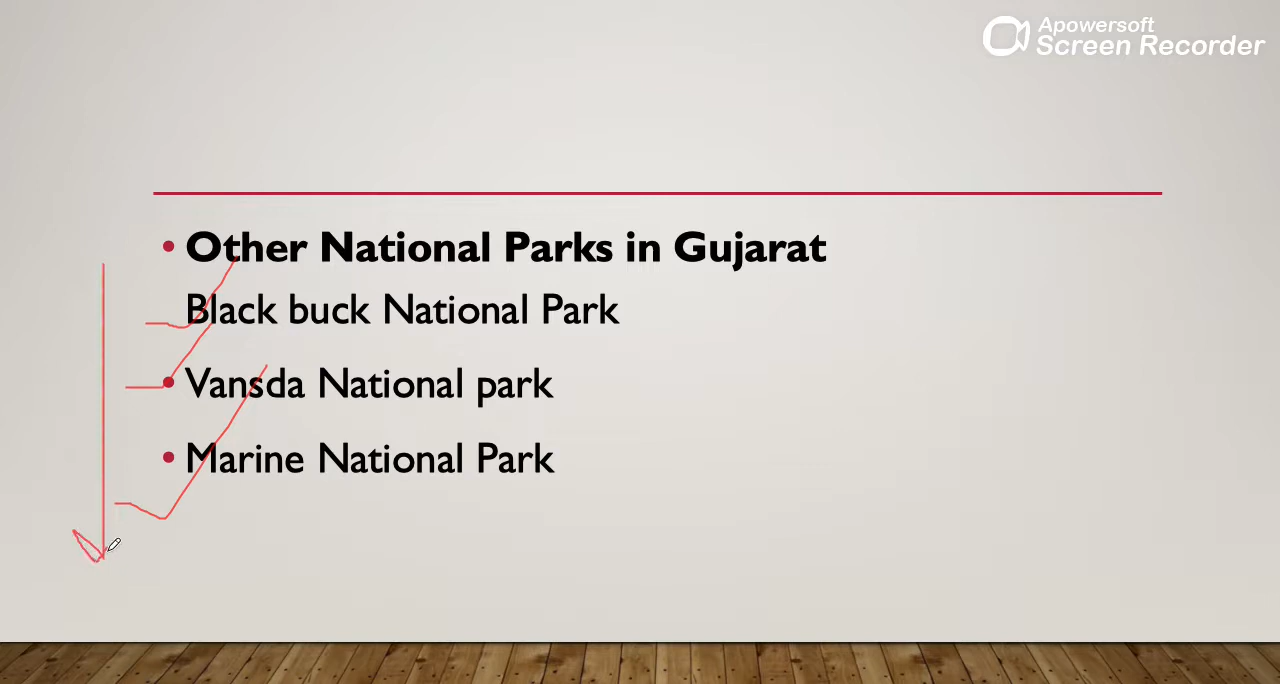 Apowersoft
Screen Recorder
• Other National Parks in Gujarat
Black buck National Park
• Vansda National park
• Marine National Park